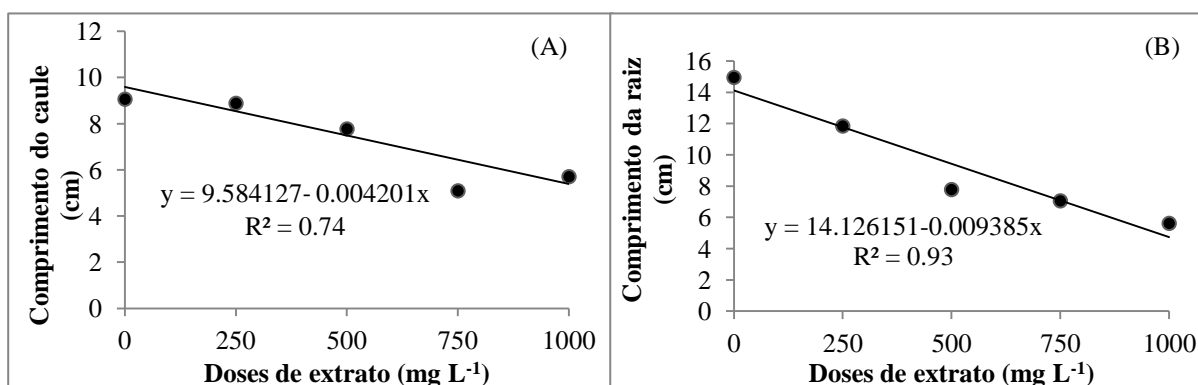 (A)
Comprimento do caule
(cm)
12
10
8
6
4
2
0
y = 9.584127- 0.004201x
R² = 0.74
0 250 500 750 1000
Doses de extrato (mg L-1)
(B)
Comprimento da raiz
(cm)
16
14
12
10
8
6
4
2
0
y = 14.126151-0.009385x
R² = 0.93
0 250 500 750 1000
Doses de extrato (mg L-1)